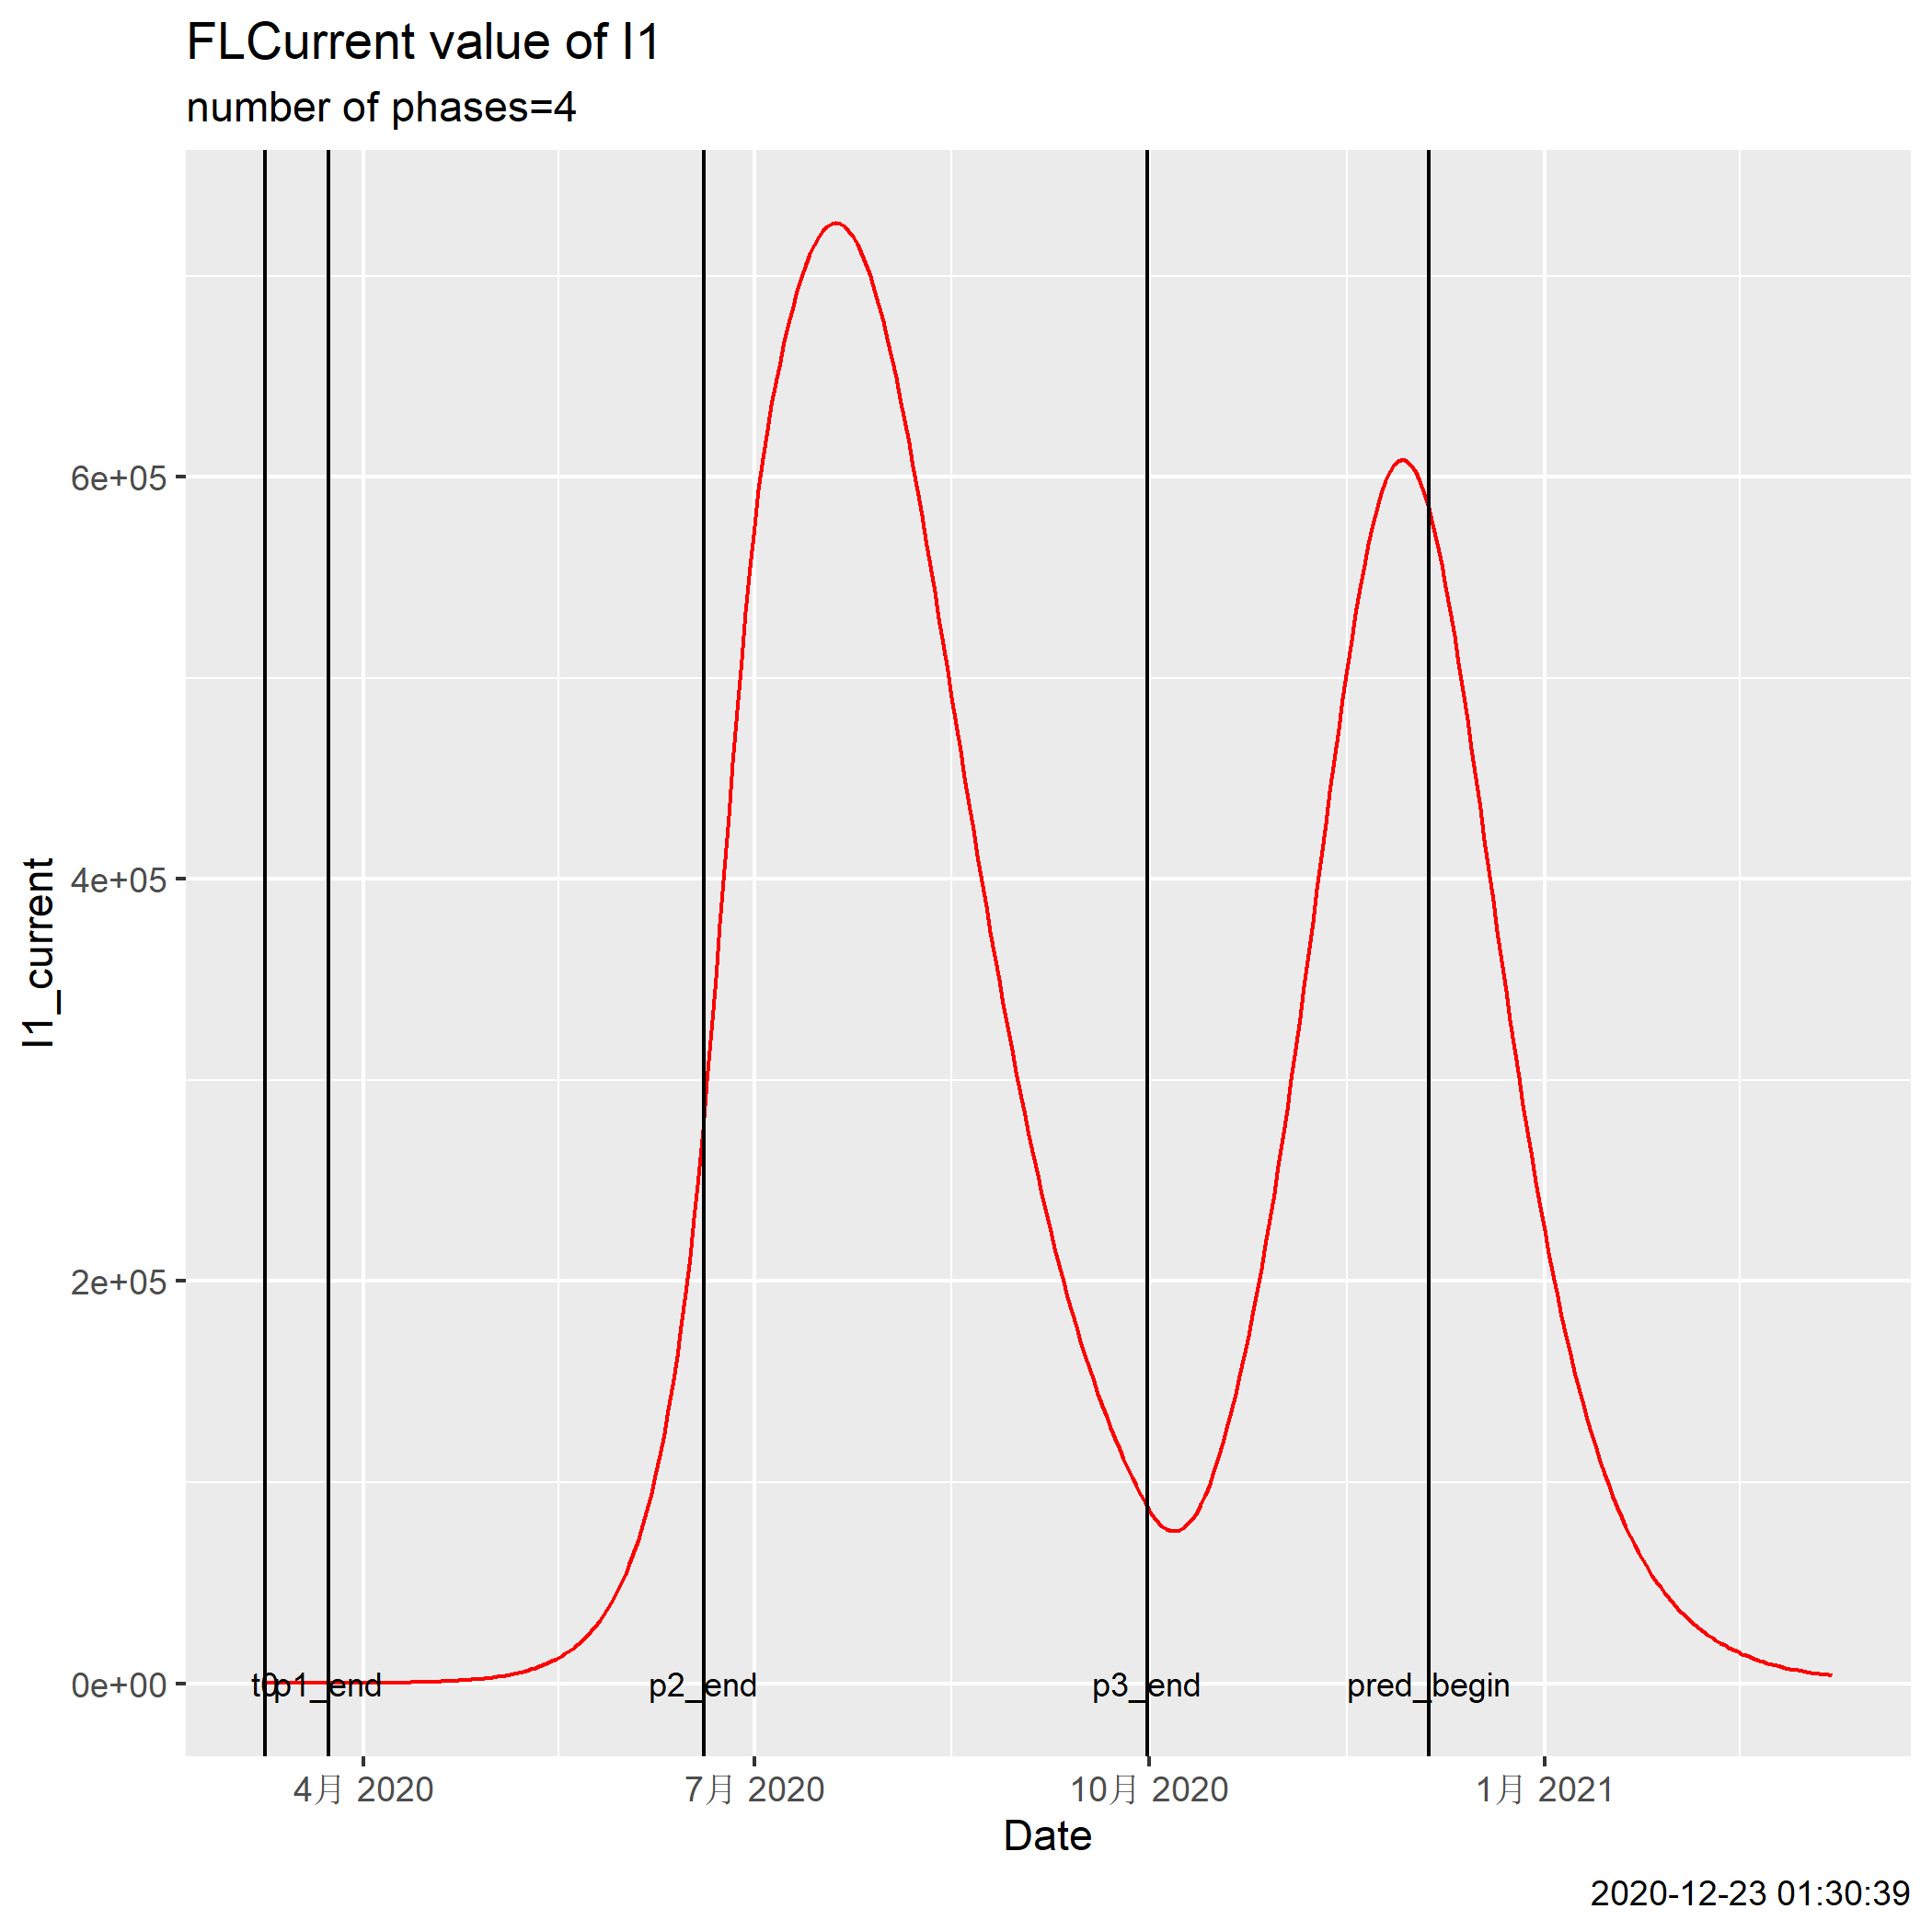 FLCurrent value of I1
number of phases=4
I1_current
6e+05
4e+05
2e+05
0e+00
t0
p1_end
p2_end
p3_end
pred_begin
4月 2020
7月 2020
10月 2020
1月 2021
Date
2020-12-23 01:30:39